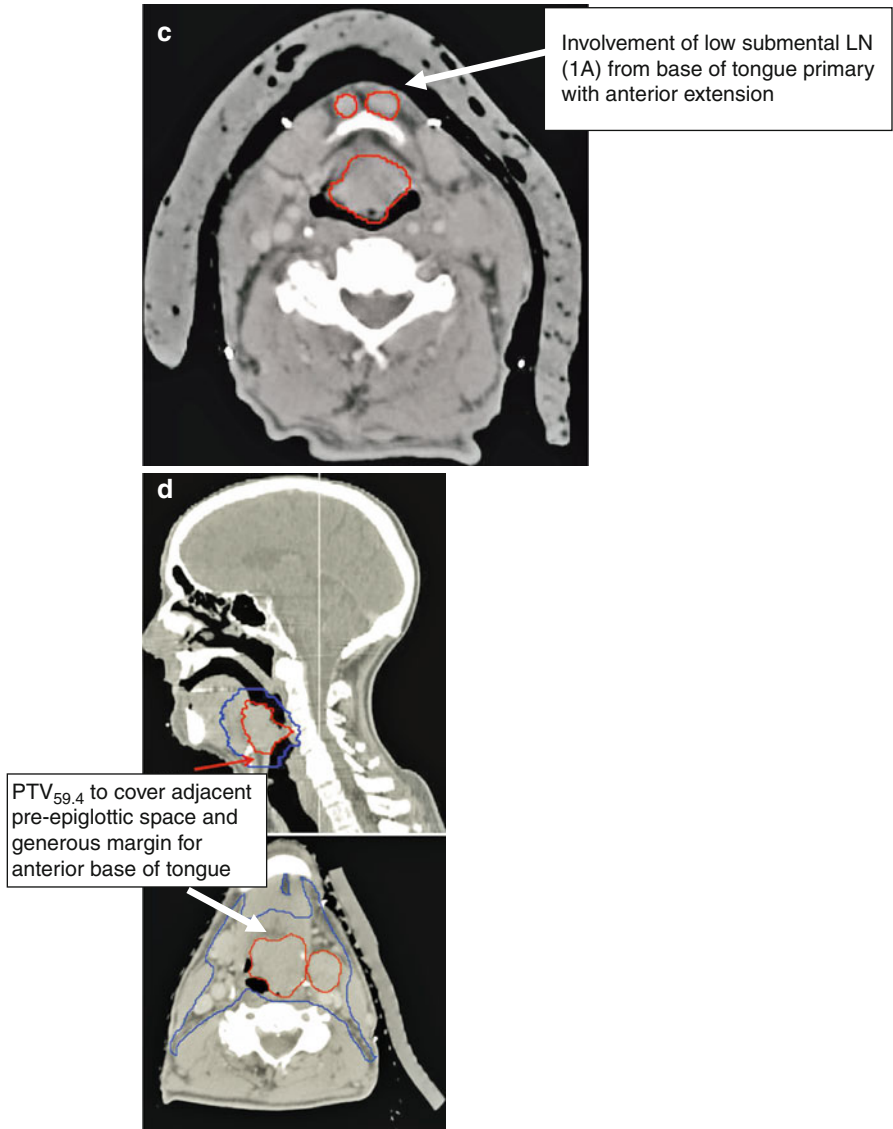 c
Involvement of low submental LN
(1A) from base of tongue primary
with anterior extension
d
PTV59.4 to cover adjacent
pre-epiglottic space and
generous margin for
anterior base of tongue